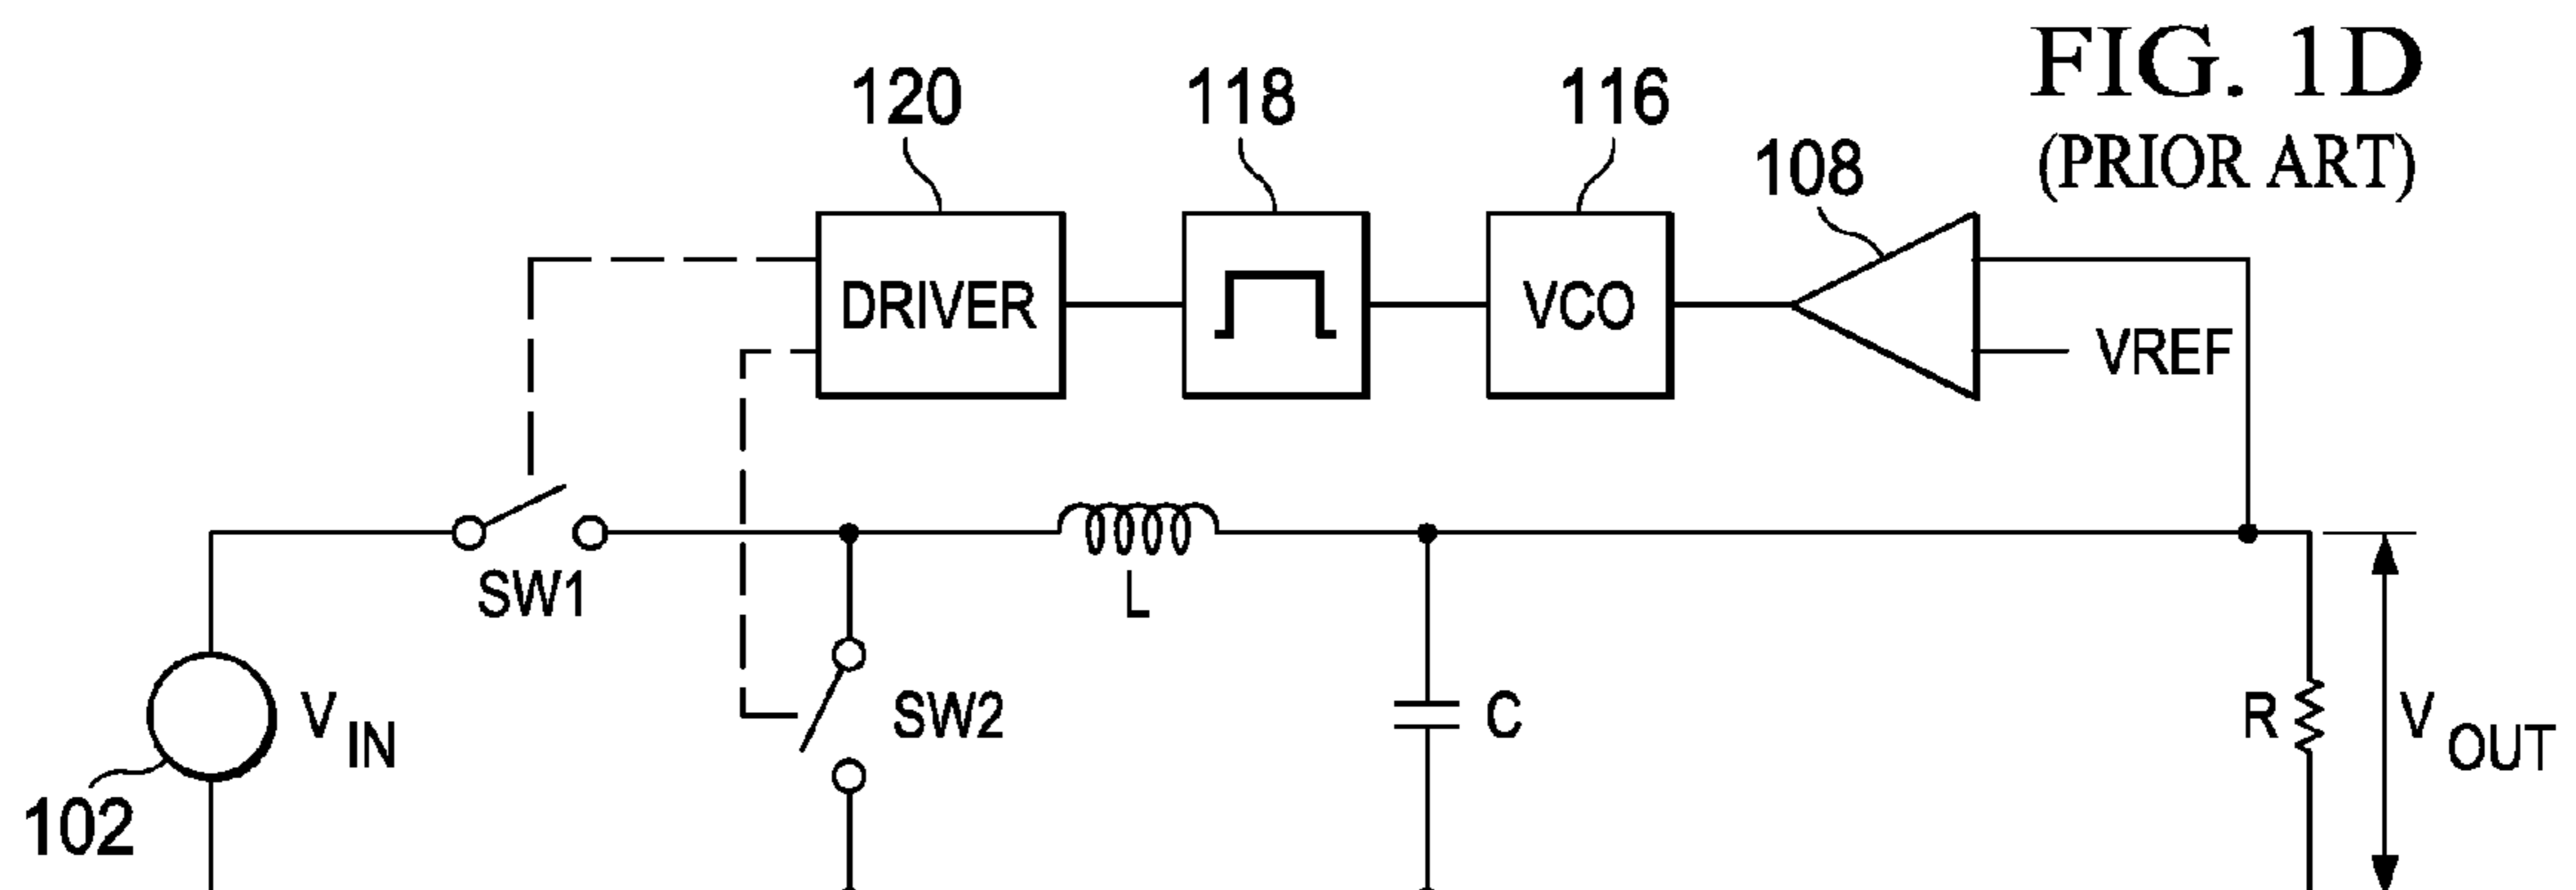 FIG. 1D
(PRIOR ART)
120
118
116
108
DRIVER
VCO
VREF
SW1
L
V IN
SW2
C
R
V OUT
102